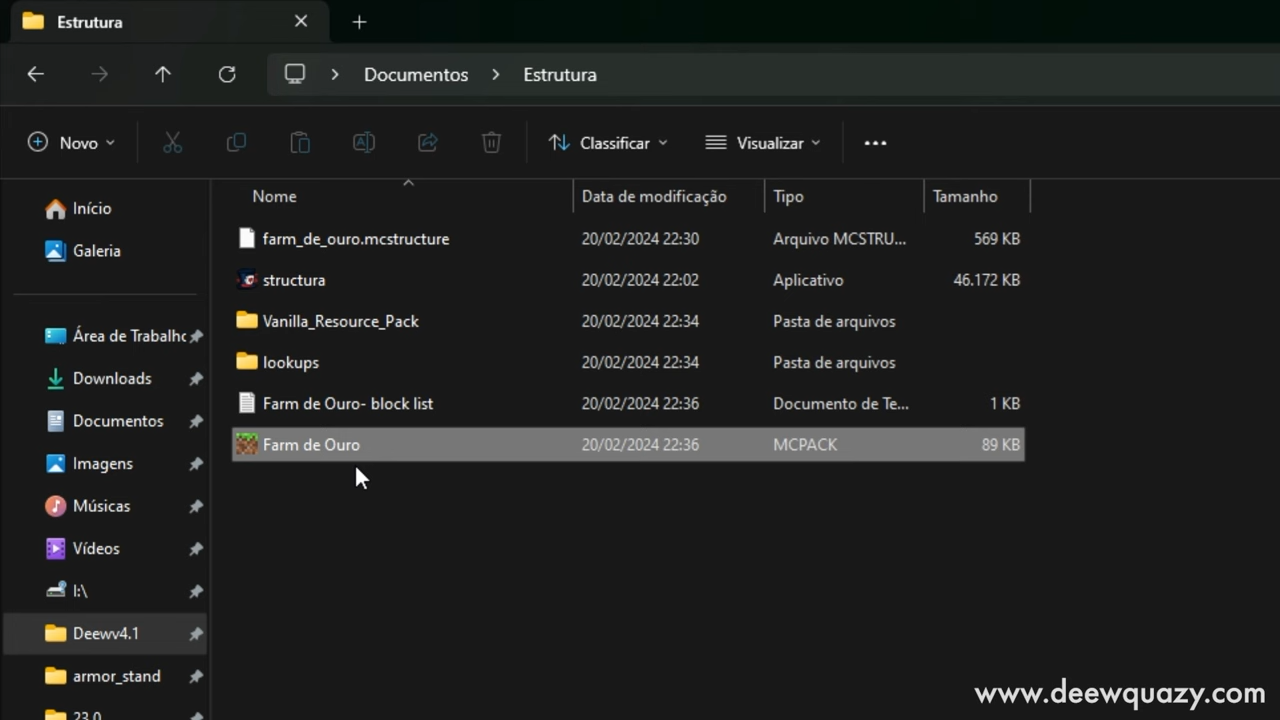 Estrutura
Documentos > Estrutura
Novo
Classificar
Visualizar
Nome Data de modificação Tipo Tamanho
farm_de_ouro.mcstructure 20/02/2024 22:30 Arquivo MCSTRU... 569 KB
structura 20/02/2024 22:02 Aplicativo 46.172 KB
Vanilla_Resource_Pack 20/02/2024 22:34 Pasta de arquivos
lookups 20/02/2024 22:34 Pasta de arquivos
Farm de Ouro- block list 20/02/2024 22:36 Documento de Te... 1 KB
Farm de Ouro 20/02/2024 22:36 MCPACK 89 KB
Início
Galeria
Área de Trabalho
Downloads
Documentos
Imagens
Músicas
Vídeos
I:\
Deewv4.1
armor_stand
23.0
www.deewquazy.com